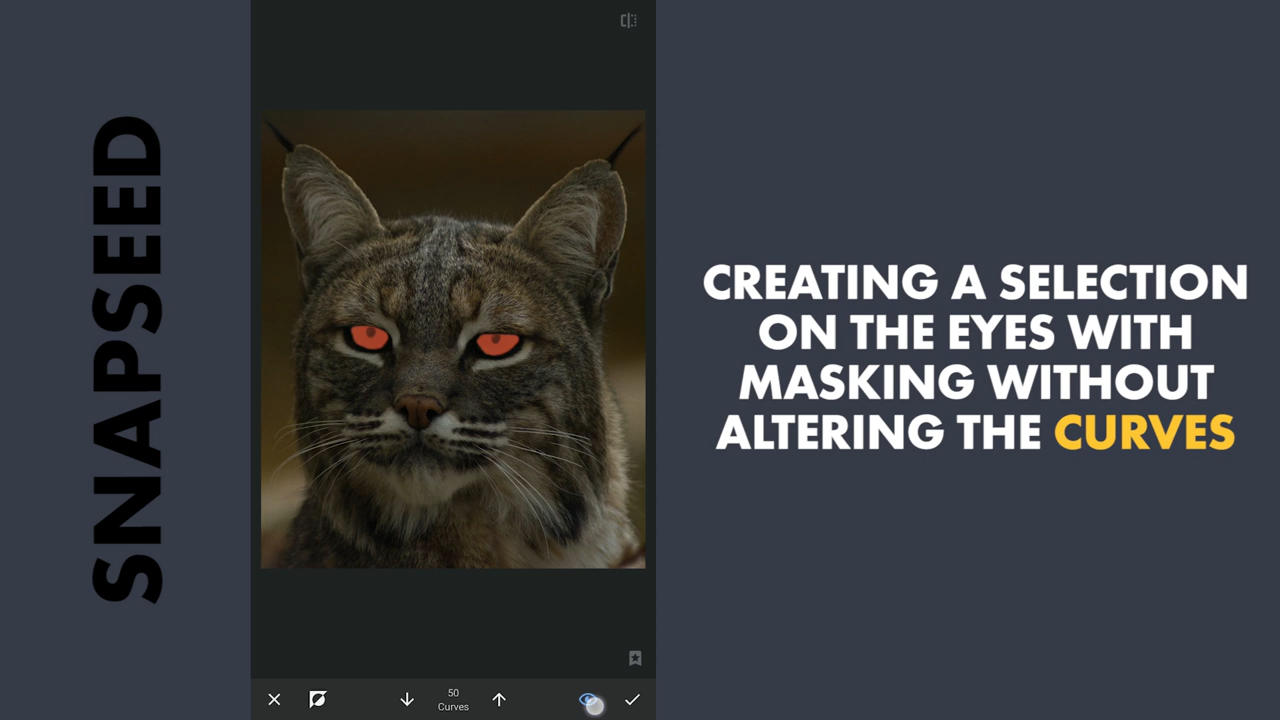 SNAPSEED
CREATING A SELECTION
ON THE EYES WITH
MASKING WITHOUT
ALTERING THE CURVES
50
Curves